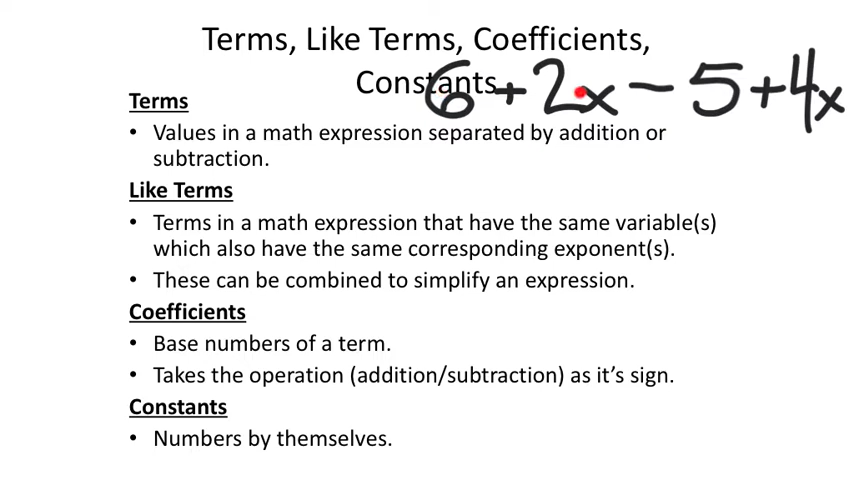 Terms, Like Terms, Coefficients,
Constants
6 + 2x - 5 + 4x
Terms
• Values in a math expression separated by addition or
subtraction.
Like Terms
• Terms in a math expression that have the same variable(s)
which also have the same corresponding exponent(s).
• These can be combined to simplify an expression.
Coefficients
• Base numbers of a term.
• Takes the operation (addition/subtraction) as it's sign.
Constants
• Numbers by themselves.